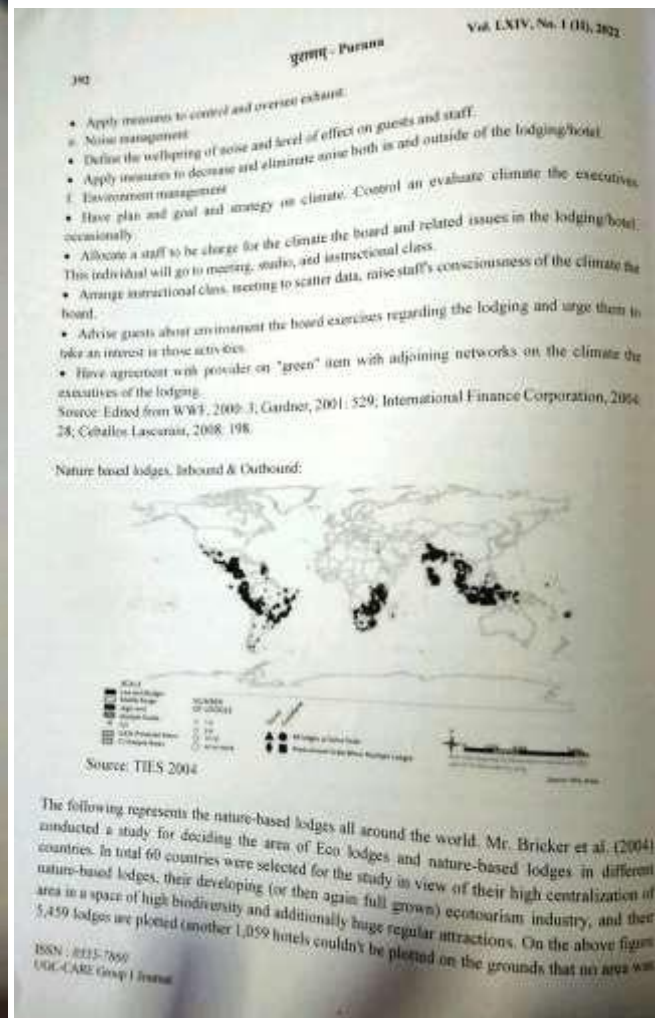 Vol. LXIV, No. 1 (II), 2022
पुराणम् - Purana
392
• Apply measures to control and oversee exhaust.
e. Noise management
• Define the wellspring of noise and level of effect on guests and staff.
• Apply measures to decrease and eliminate noise both in and outside of the lodging/hotel.
f. Environment management
• Have plan and goal and strategy on climate. Control an evaluate climate the executives
occasionally.
• Allocate a staff to be charge for the climate the board and related issues in the lodging/hotel.
This individual will go to meeting, studio, and instructional class.
• Arrange instructional class, meeting to scatter data, raise staff's consciousness of the climate the
board.
• Advise guests about environment the board exercises regarding the lodging and urge them to
take an interest in those activities.
• Have agreement with provider on "green" item with adjoining networks on the climate the
executives of the lodging.
Source: Edited from WWF, 2000: 3; Gardner, 2001: 529; International Finance Corporation, 2004:
28; Ceballos Lascurain, 2008: 198.
Nature based lodges, Inbound & Outbound:
SCALE
NUMBER
OF LODGES
Source: TIES 2004
The following represents the nature-based lodges all around the world. Mr. Bricker et al. (2004)
conducted a study for deciding the area of Eco lodges and nature-based lodges in different
countries. In total 60 countries were selected for the study in view of their high centralization of
nature-based lodges, their developing (or then again full grown) ecotourism industry, and their
area in a space of high biodiversity and additionally huge regular attractions. On the above figure
5,459 lodges are plotted (another 1,059 hotels couldn't be plotted on the grounds that no area was
ISSN : 0555-7860
UGC-CARE Group I Journal